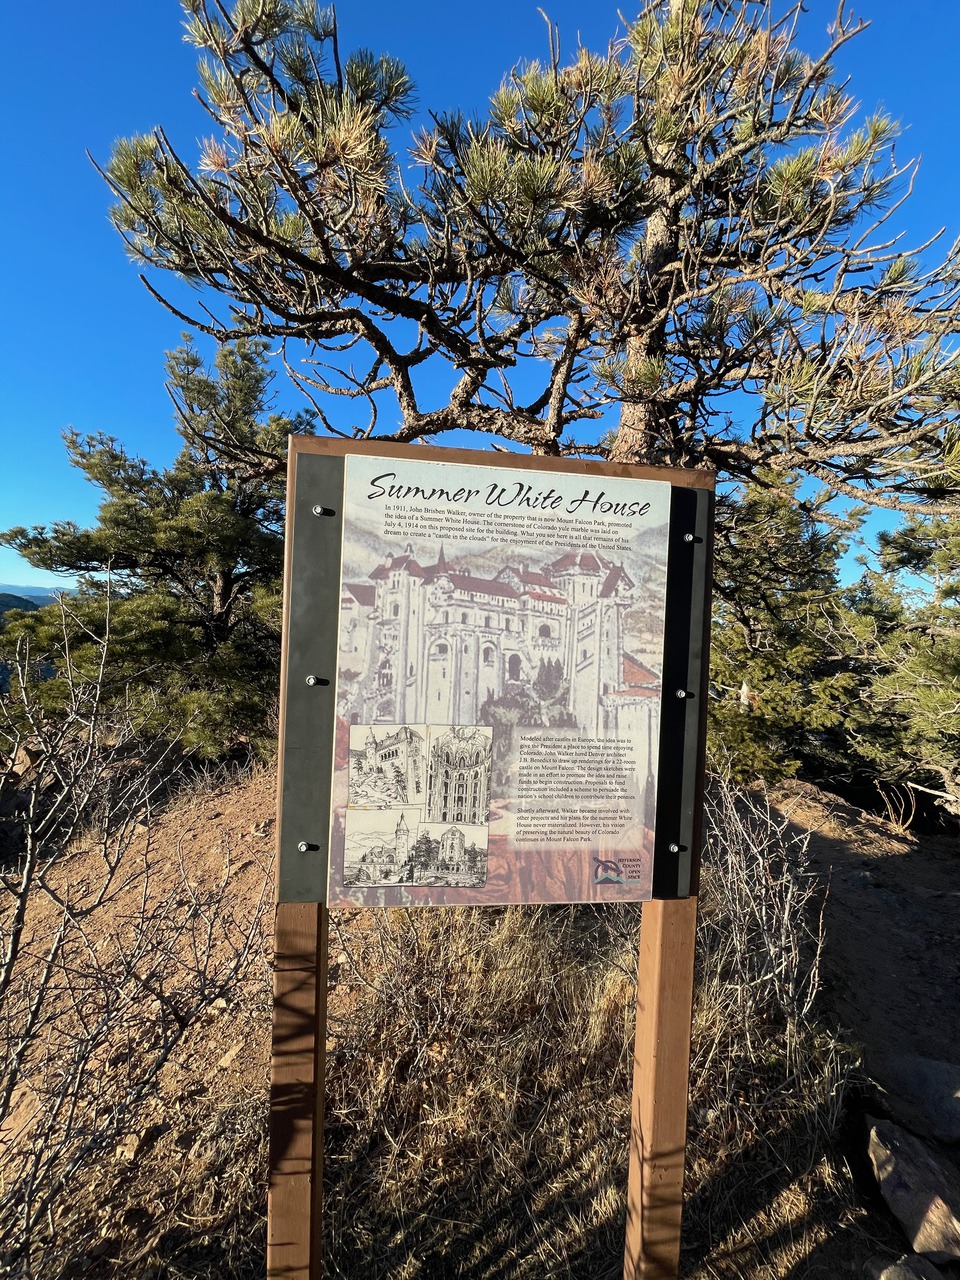 Summer White House
In 1911, John Brisben Walker, owner of the property that is now Mount Falcon Park, promoted
the idea of a Summer White House. The cornerstone of Colorado yule marble was laid on
July 4, 1914 on this proposed site for the building. What you see here is all that remains of his
dream to create a "castle in the clouds" for the enjoyment of the Presidents of the United States.
Modeled after castles in Europe, the idea was to
give the President a place to spend time enjoying
Colorado. John Walker hired Denver architect
J.B. Benedict to draw up renderings for a 22-room
castle on Mount Falcon. The design sketches were
made in an effort to promote the idea and raise
funds to begin construction. Proposals to fund
construction included a scheme to persuade the
nation's school children to contribute their pennies.
Shortly afterward, Walker became involved with
other projects and his plans for the summer White
House never materialized. However, his vision
of preserving the natural beauty of Colorado
continues in Mount Falcon Park.
JEFFERSON
COUNTY
OPEN
SPACE